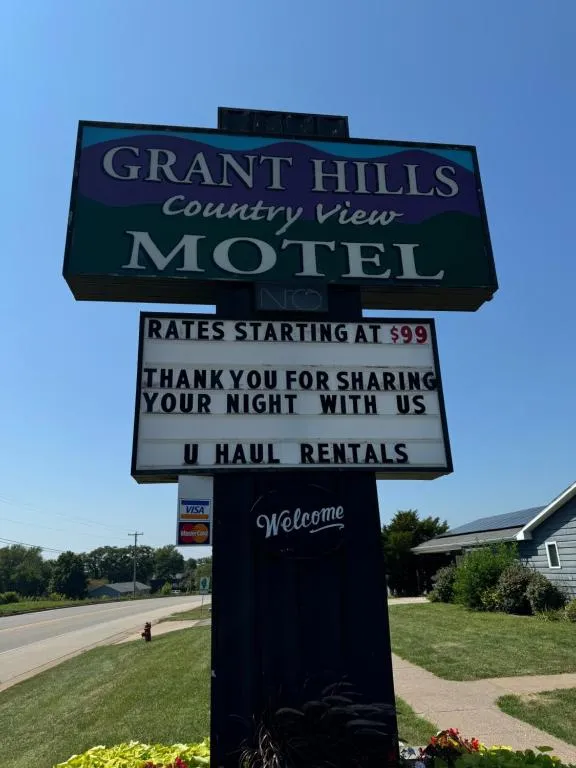 GRANT HILLS
Country View
MOTEL
NO
RATES STARTING AT $99
THANK YOU FOR SHARING
YOUR NIGHT WITH US
U HAUL RENTALS
VISA
MasterCard
Welcome